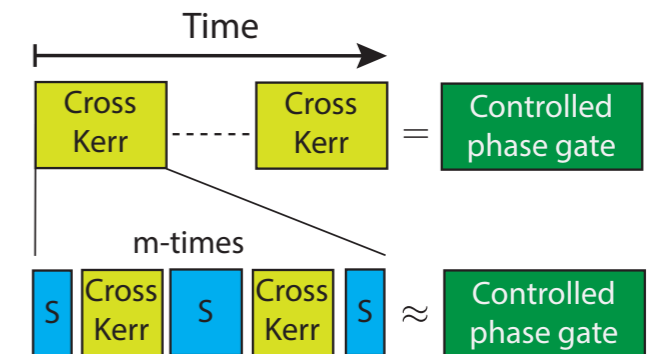 Time
Cross Kerr ------ Cross Kerr = Controlled phase gate
m-times
S Cross Kerr S Cross Kerr S ≈ Controlled phase gate